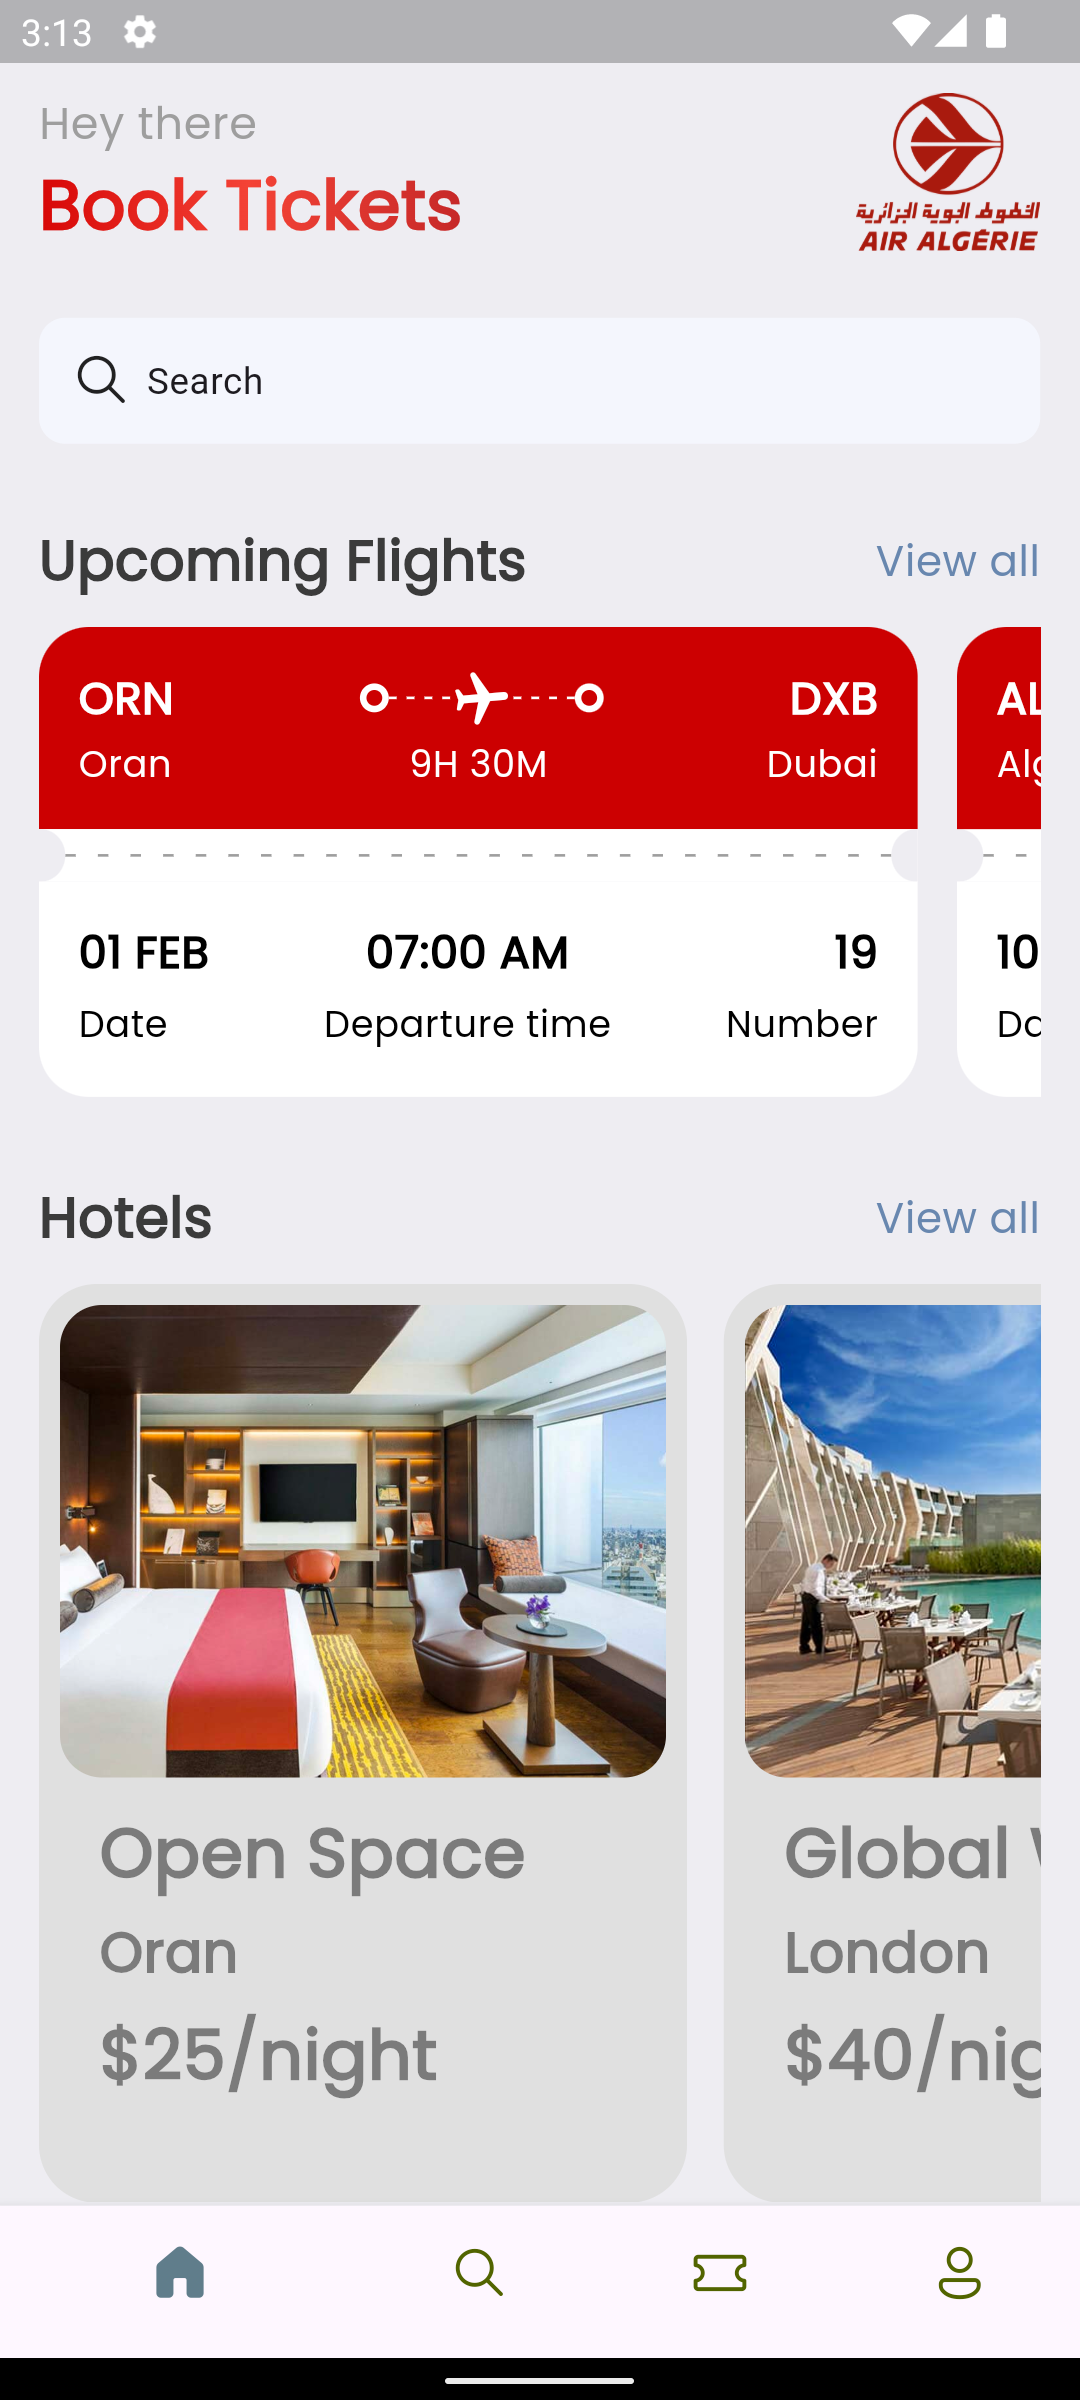 3:13
Hey there
Book Tickets
الخطوط الجوية الجزائرية
AIR ALGÉRIE
Search
Upcoming Flights View all
ORN DXB AL
Oran 9H 30M Dubai Alg
01 FEB 07:00 AM 19 10
Date Departure time Number Da
Hotels View all
Open Space Global
Oran London
$25/night $40/nig